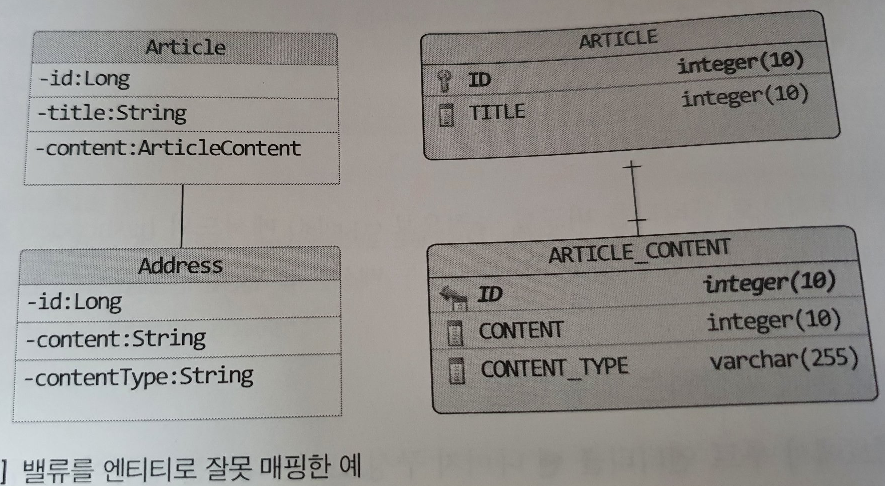 Article
-id:Long
-title:String
-content:ArticleContent
Address
-id:Long
-content:String
-contentType:String
ARTICLE
ID integer(10)
TITLE integer(10)
ARTICLE_CONTENT
ID integer(10)
CONTENT integer(10)
CONTENT_TYPE varchar(255)
] 밸류를 엔티티로 잘못 매핑한 예